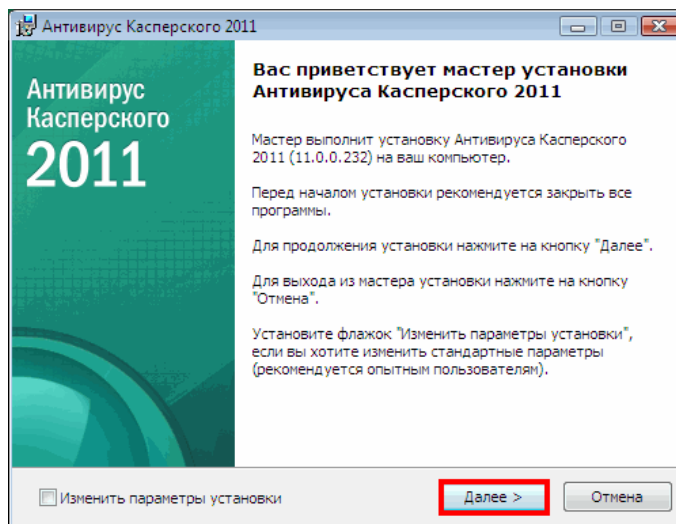 Антивирус Касперского 2011
Антивирус
Касперского
2011
Вас приветствует мастер установки
Антивируса Касперского 2011
Мастер выполнит установку Антивируса Касперского
2011 (11.0.0.232) на ваш компьютер.
Перед началом установки рекомендуется закрыть все
программы.
Для продолжения установки нажмите на кнопку "Далее".
Для выхода из мастера установки нажмите на кнопку
"Отмена".
Установите флажок "Изменить параметры установки",
если вы хотите изменить стандартные параметры
(рекомендуется опытным пользователям).
Изменить параметры установки
Далее >
Отмена